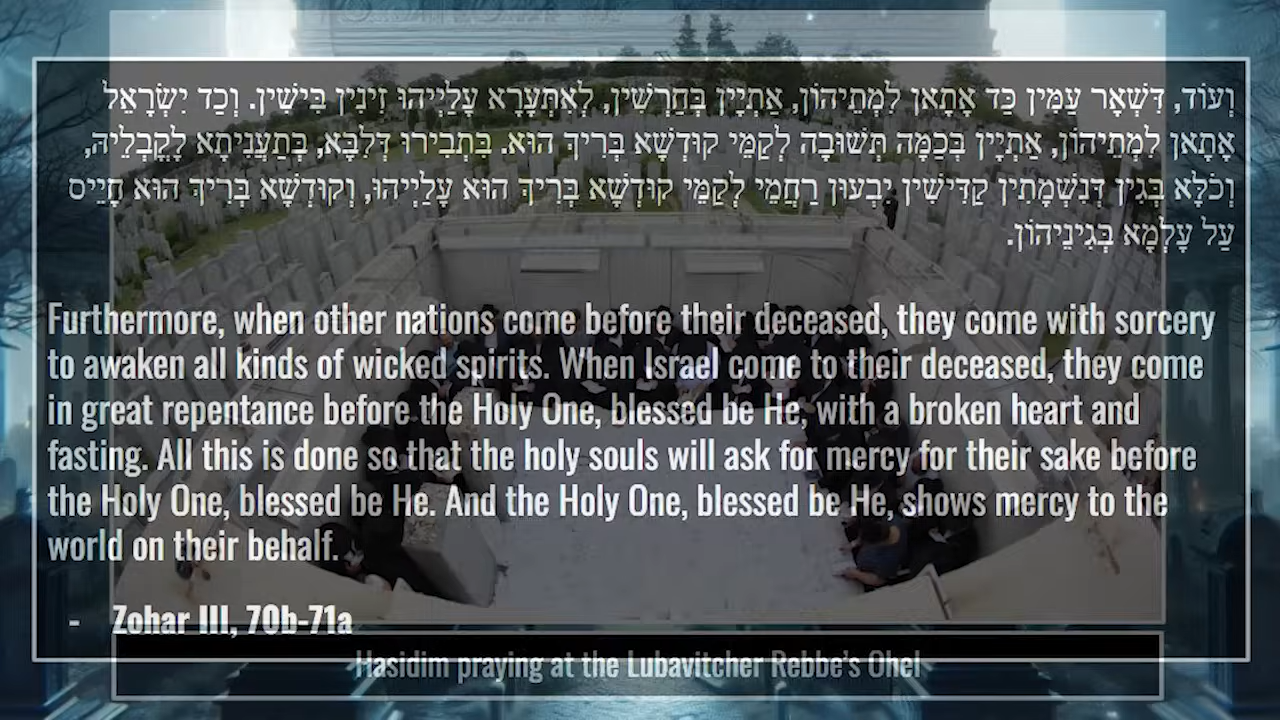 וְעוֹד, דִּשְׁאָר עַמִּין כַּד אָתָאן לְמֵתֵיהוֹן, אַתְיָין בְּחַרְשִׁין, לְאִתְּעָרָא עָלַיְיהוּ זִינִין בִּישִׁין. וְכַד יִשְׂרָאֵל
אָתָאן לְמֵתֵיהוֹן, אַתְיָין בְּכַמָּה תְּשׁוּבָה לְקַמֵּי קוּדְשָׁא בְּרִיךְ הוּא. בִּתְבִירוּ דְּלִבָּא, בְּתַעֲנִיתָא לָקֳבְלֵיהּ,
וְכֹלָּא בְּגִין דְּנִשְׁמָתִין קַדִּישִׁין יִבְעוּן רַחֲמֵי לְקַמֵּי קוּדְשָׁא בְּרִיךְ הוּא עָלַיְיהוּ, וְקוּדְשָׁא בְּרִיךְ הוּא חָיֵיס
עַל עָלְמָא בְּגִינֵיהוֹן.
Furthermore, when other nations come before their deceased, they come with sorcery
to awaken all kinds of wicked spirits. When Israel come to their deceased, they come
in great repentance before the Holy One, blessed be He, with a broken heart and
fasting. All this is done so that the holy souls will ask for mercy for their sake before
the Holy One, blessed be He. And the Holy One, blessed be He, shows mercy to the
world on their behalf.
- Zohar III, 70b-71a
Hasidim praying at the Lubavitcher Rebbe's Ohel